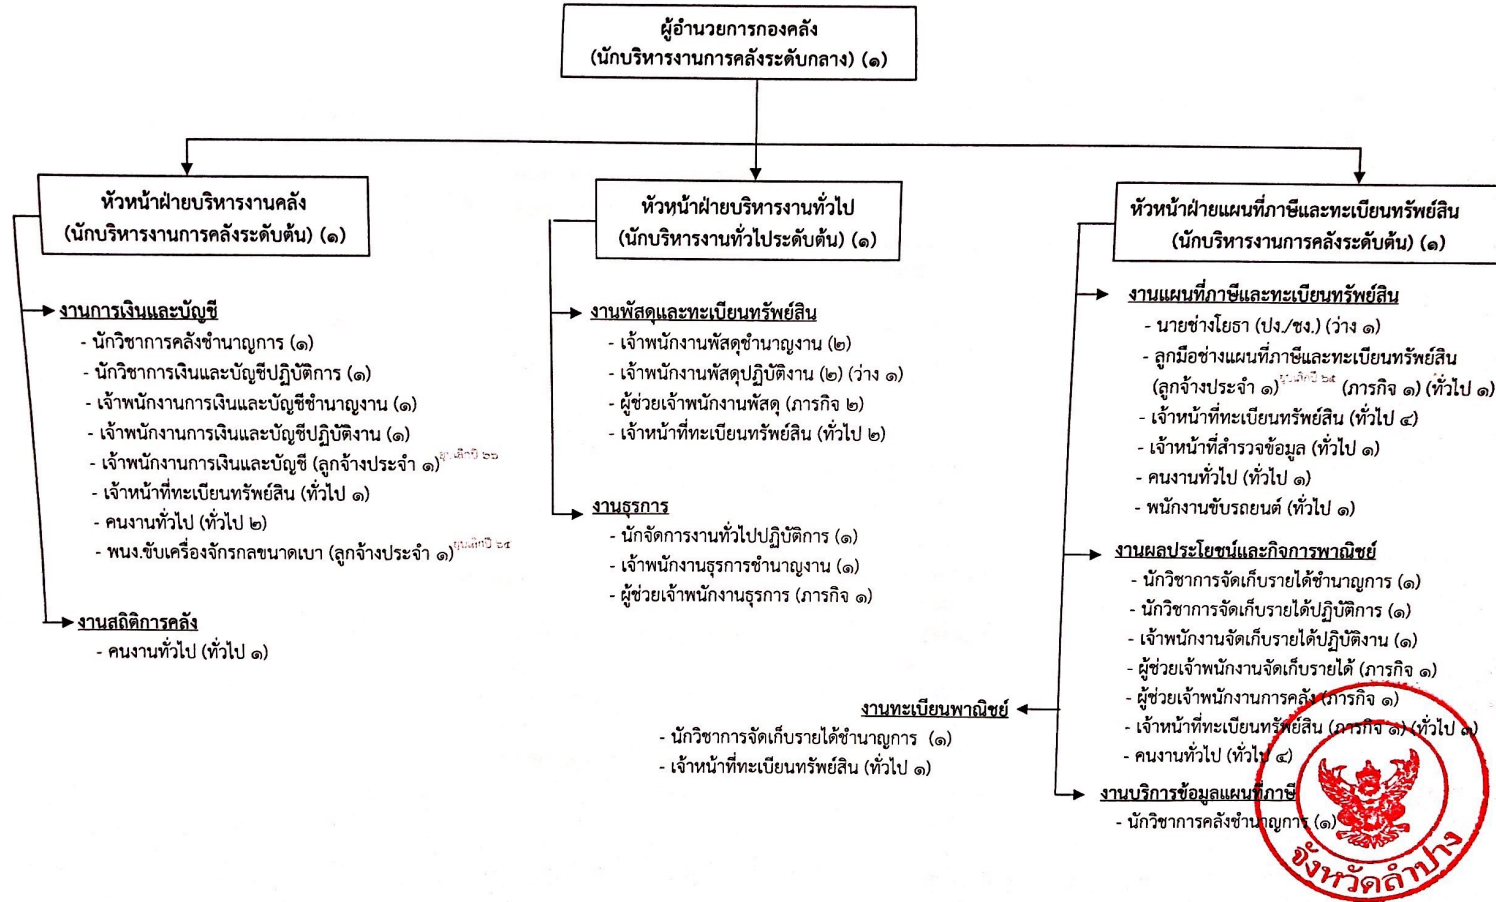 ผู้อำนวยการกองคลัง
(นักบริหารงานการคลังระดับกลาง) (๑)
หัวหน้าฝ่ายบริหารงานคลัง
(นักบริหารงานการคลังระดับต้น) (๑)
งานการเงินและบัญชี
- นักวิชาการคลังชำนาญการ (๑)
- นักวิชาการเงินและบัญชีปฏิบัติการ (๑)
- เจ้าพนักงานการเงินและบัญชีชำนาญงาน (๑)
- เจ้าพนักงานการเงินและบัญชีปฏิบัติงาน (๑)
- เจ้าพนักงานการเงินและบัญชี (ลูกจ้างประจำ ๑) ยุบเลิกปี ๖๖
- เจ้าหน้าที่ทะเบียนทรัพย์สิน (ทั่วไป ๑)
- คนงานทั่วไป (ทั่วไป ๒)
- พนง.ขับเครื่องจักรกลขนาดเบา (ลูกจ้างประจำ ๑) ยุบเลิกปี
งานสถิติการคลัง
- คนงานทั่วไป (ทั่วไป ๑)
หัวหน้าฝ่ายบริหารงานทั่วไป
(นักบริหารงานทั่วไประดับต้น) (๑)
งานพัสดุและทะเบียนทรัพย์สิน
- เจ้าพนักงานพัสดุชำนาญงาน (๒)
- เจ้าพนักงานพัสดุปฏิบัติงาน (๒) (ว่าง ๑)
- ผู้ช่วยเจ้าพนักงานพัสดุ (ภารกิจ ๒)
- เจ้าหน้าที่ทะเบียนทรัพย์สิน (ทั่วไป ๒)
งานธุรการ
- นักจัดการงานทั่วไปปฏิบัติการ (๑)
- เจ้าพนักงานธุรการชำนาญงาน (๑)
- ผู้ช่วยเจ้าพนักงานธุรการ (ภารกิจ ๑)
หัวหน้าฝ่ายแผนที่ภาษีและทะเบียนทรัพย์สิน
(นักบริหารงานการคลังระดับต้น) (๑)
งานแผนที่ภาษีและทะเบียนทรัพย์สิน
- นายช่างโยธา (ปง./ชง.) (ว่าง ๑)
- ลูกมือช่างแผนที่ภาษีและทะเบียนทรัพย์สิน
(ลูกจ้างประจำ ๑) ยุบเลิกปี (ภารกิจ ๑) (ทั่วไป ๑)
- เจ้าหน้าที่ทะเบียนทรัพย์สิน (ทั่วไป ๔)
- เจ้าหน้าที่สำรวจข้อมูล (ทั่วไป ๑)
- คนงานทั่วไป (ทั่วไป ๑)
- พนักงานขับรถยนต์ (ทั่วไป ๑)
งานผลประโยชน์และกิจการพาณิชย์
- นักวิชาการจัดเก็บรายได้ชำนาญการ (๑)
- นักวิชาการจัดเก็บรายได้ปฏิบัติการ (๑)
- เจ้าพนักงานจัดเก็บรายได้ปฏิบัติงาน (๑)
- ผู้ช่วยเจ้าพนักงานจัดเก็บรายได้ (ภารกิจ ๑)
- ผู้ช่วยเจ้าพนักงานการคลัง (ภารกิจ ๑)
- เจ้าหน้าที่ทะเบียนทรัพย์สิน (ภารกิจ ๑) (ทั่วไป
- คนงานทั่วไป (ทั่วไป ๔)
งานทะเบียนพาณิชย์
- นักวิชาการจัดเก็บรายได้ชำนาญการ (๑)
- เจ้าหน้าที่ทะเบียนทรัพย์สิน (ทั่วไป ๑)
งานบริการข้อมูลแผนที่ภาษี
- นักวิชาการคลังชำนาญการ (๑)
จังหวัดลำปาง